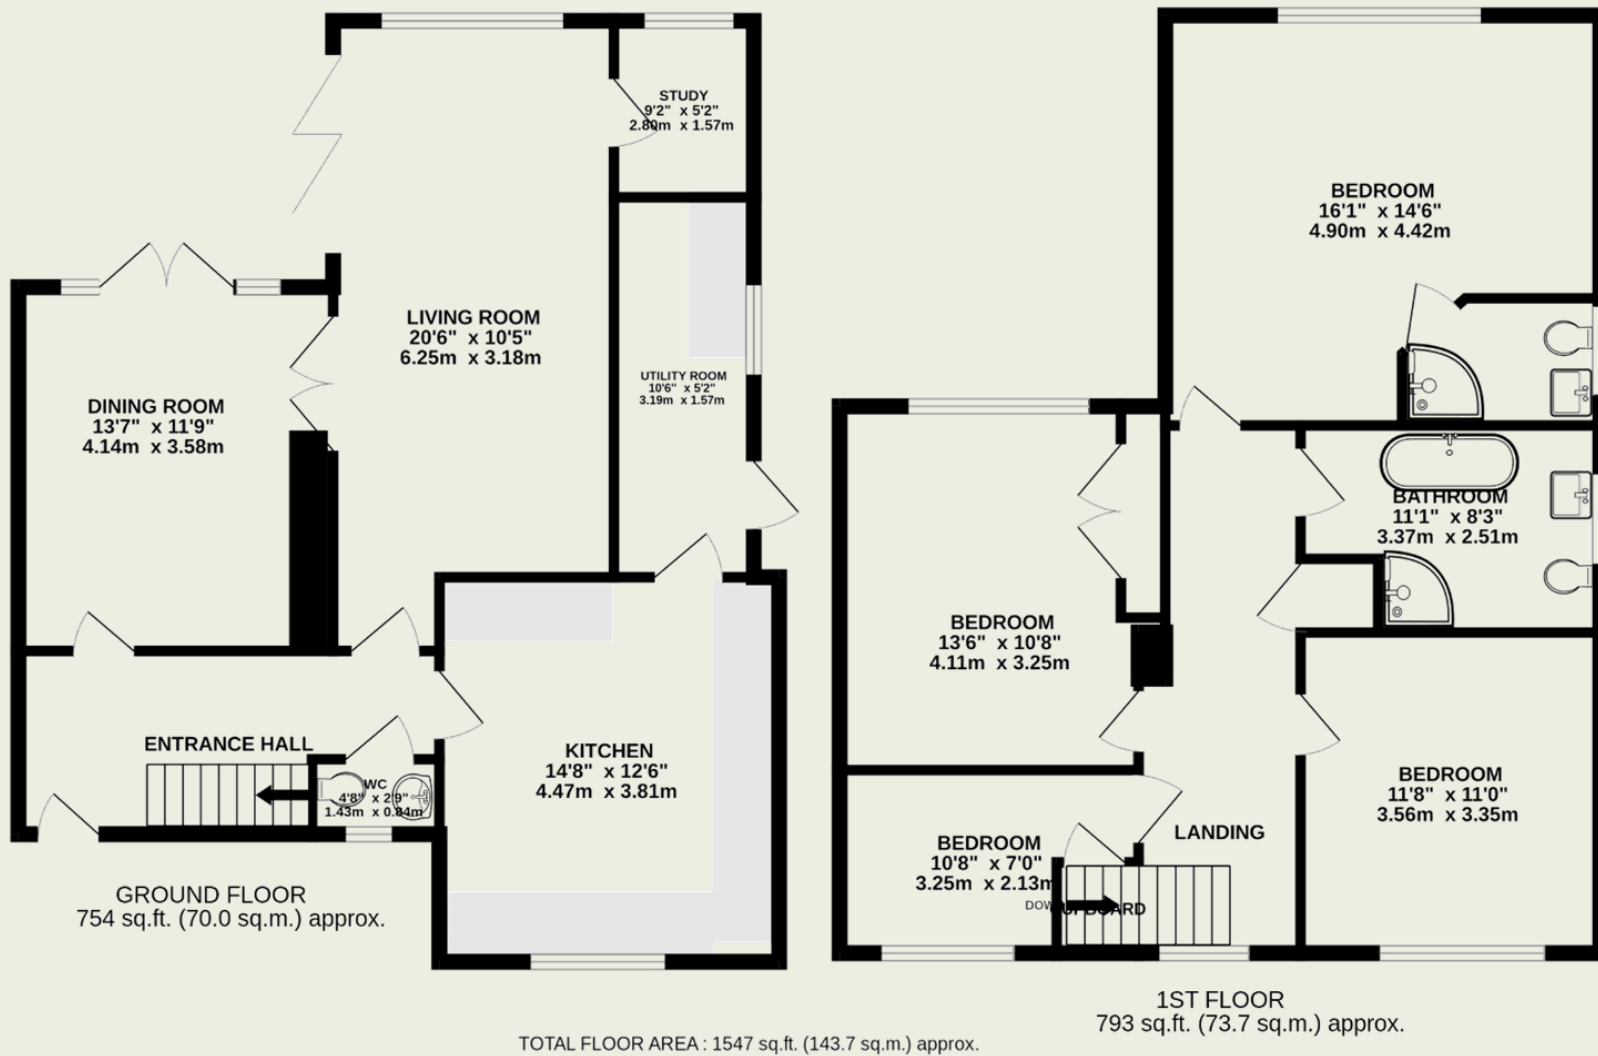 STUDY
9'2" x 5'2"
2.80m x 1.57m
LIVING ROOM
20'6" x 10'5"
6.25m x 3.18m
UTILITY ROOM
10'6" x 5'2"
3.19m x 1.57m
DINING ROOM
13'7" x 11'9"
4.14m x 3.58m
ENTRANCE HALL
WC
4'8" x 2'9"
1.43m x 0.84m
KITCHEN
14'8" x 12'6"
4.47m x 3.81m
GROUND FLOOR
754 sq.ft. (70.0 sq.m.) approx.
BEDROOM
16'1" x 14'6"
4.90m x 4.42m
BATHROOM
11'1" x 8'3"
3.37m x 2.51m
BEDROOM
13'6" x 10'8"
4.11m x 3.25m
BEDROOM
11'8" x 11'0"
3.56m x 3.35m
LANDING
BEDROOM
10'8" x 7'0"
3.25m x 2.13m
CUPBOARD
1ST FLOOR
793 sq.ft. (73.7 sq.m.) approx.
TOTAL FLOOR AREA : 1547 sq.ft. (143.7 sq.m.) approx.